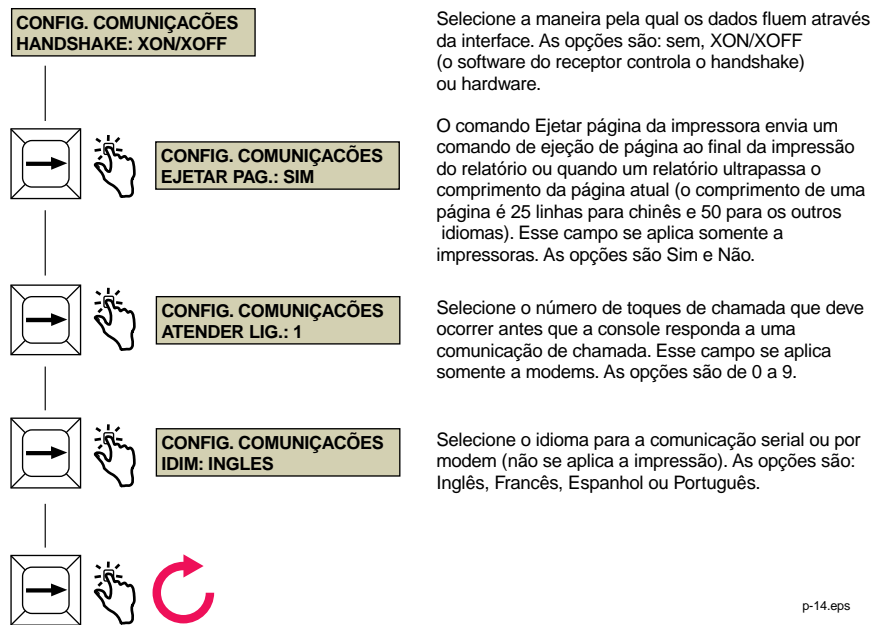 CONFIG. COMUNIÇACÕES
HANDSHAKE: XON/XOFF
Selecione a maneira pela qual os dados fluem através
da interface. As opções são: sem, XON/XOFF
(o software do receptor controla o handshake)
ou hardware.
CONFIG. COMUNIÇACÕES
EJETAR PAG.: SIM
O comando Ejetar página da impressora envia um
comando de ejeção de página ao final da impressão
do relatório ou quando um relatório ultrapassa o
comprimento da página atual (o comprimento de uma
página é 25 linhas para chinês e 50 para os outros
idiomas). Esse campo se aplica somente a
impressoras. As opções são Sim e Não.
CONFIG. COMUNIÇACÕES
ATENDER LIG.: 1
Selecione o número de toques de chamada que deve
ocorrer antes que a console responda a uma
comunicação de chamada. Esse campo se aplica
somente a modems. As opções são de 0 a 9.
CONFIG. COMUNIÇACÕES
IDIM: INGLES
Selecione o idioma para a comunicação serial ou por
modem (não se aplica a impressão). As opções são:
Inglês, Francês, Espanhol ou Português.
p-14.eps